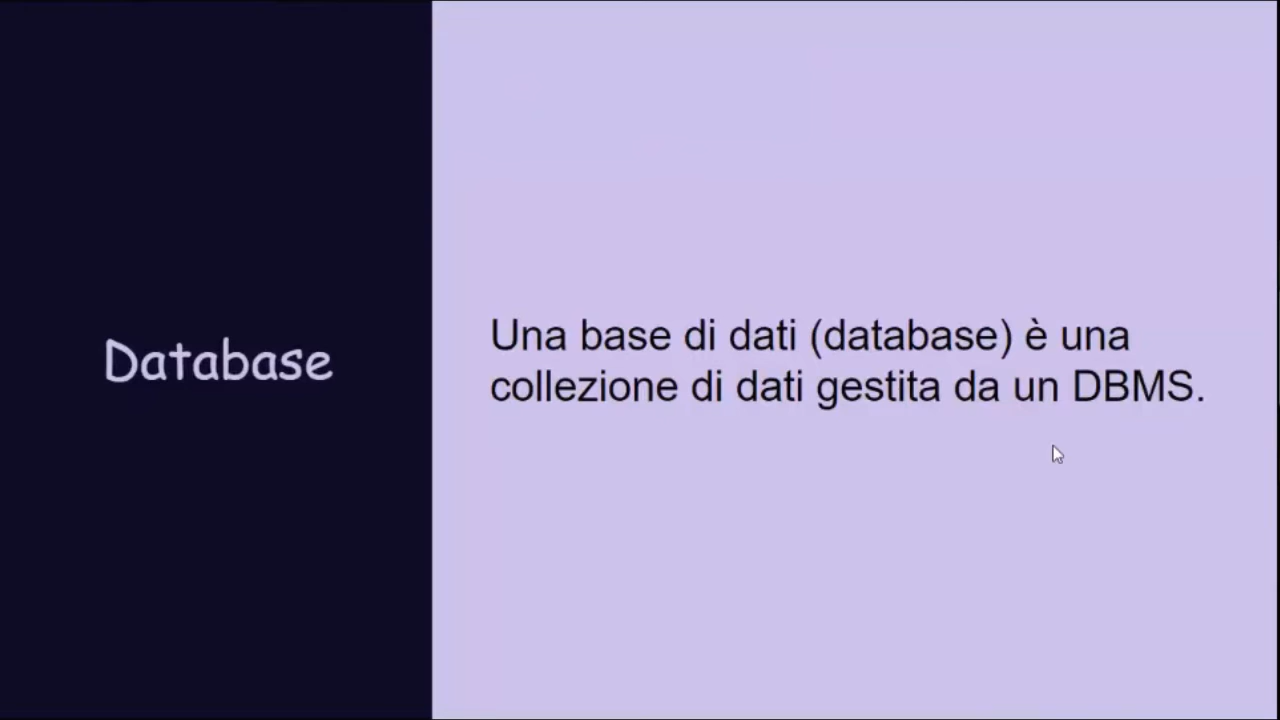 Database
Una base di dati (database) è una
collezione di dati gestita da un DBMS.